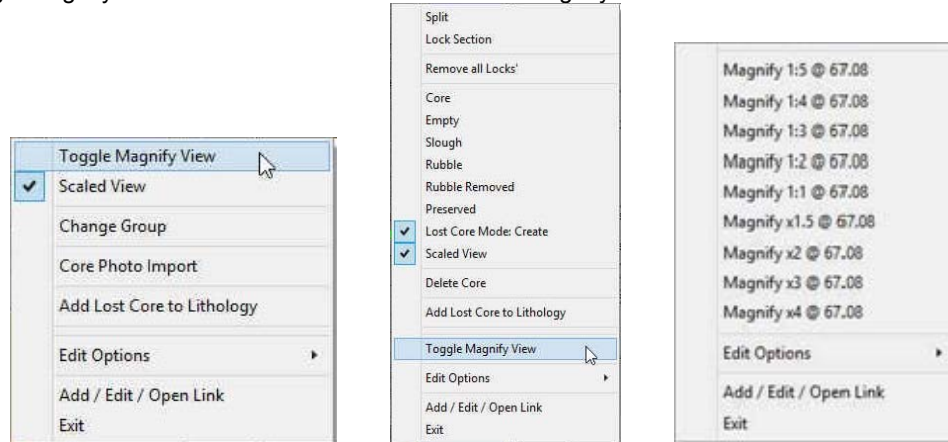 Toggle Magnify View
Scaled View
Change Group
Core Photo Import
Add Lost Core to Lithology
Edit Options
Add / Edit / Open Link
Exit
Split
Lock Section
Remove all Locks'
Core
Empty
Slough
Rubble
Rubble Removed
Preserved
Lost Core Mode: Create
Scaled View
Delete Core
Add Lost Core to Lithology
Toggle Magnify View
Edit Options
Add / Edit / Open Link
Exit
Magnify 1:5 @ 67.08
Magnify 1:4 @ 67.08
Magnify 1:3 @ 67.08
Magnify 1:2 @ 67.08
Magnify 1:1 @ 67.08
Magnify x1.5 @ 67.08
Magnify x2 @ 67.08
Magnify x3 @ 67.08
Magnify x4 @ 67.08
Edit Options
Add / Edit / Open Link
Exit